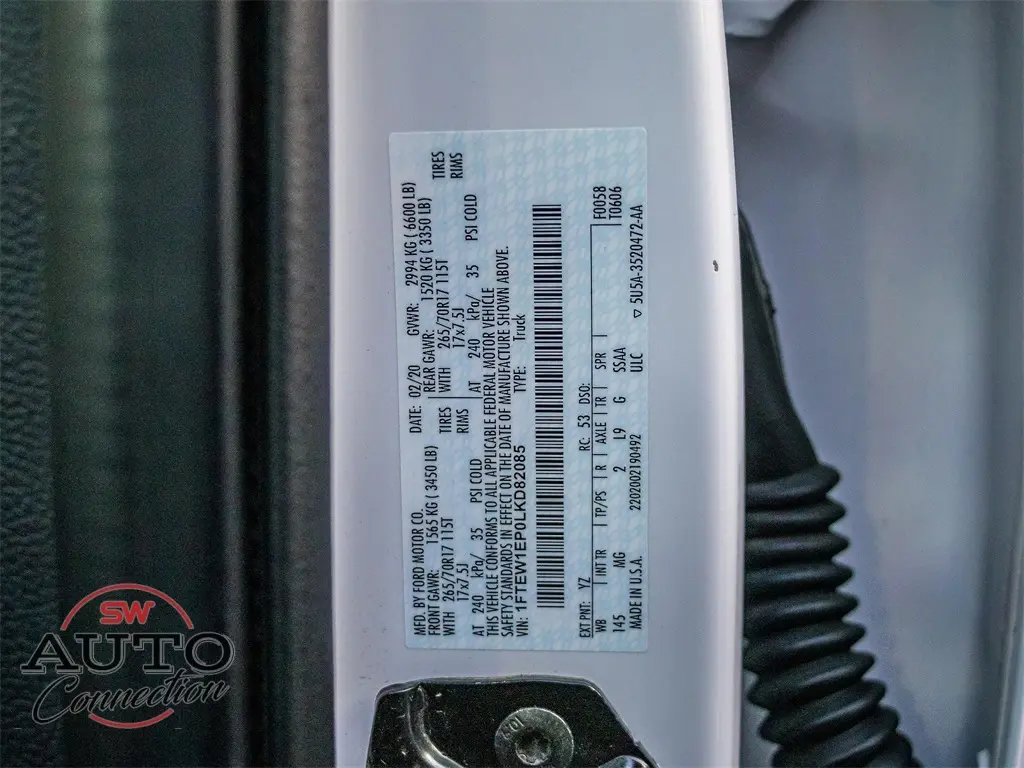 MFD. BY FORD MOTOR CO.
DATE: 02/20 GVWR: 2994 KG ( 6600 LB)
FRONT GAWR: 1565 KG ( 3450 LB)
REAR GAWR: 1520 KG ( 3350 LB)
WITH 265/70R17 115T TIRES
WITH 265/70R17 115T TIRES
17x7.5J RIMS
17x7.5J RIMS
AT 240 kPa/ 35 PSI COLD
AT 240 kPa/ 35 PSI COLD
THIS VEHICLE CONFORMS TO ALL APPLICABLE FEDERAL MOTOR VEHICLE
SAFETY STANDARDS IN EFFECT ON THE DATE OF MANUFACTURE SHOWN ABOVE.
VIN: 1FTEW1EP0LKD82085 TYPE: Truck
EXT PNT: YZ RC: 53 DSO: F0058
WB INT TR TP/PS R AXLE TR SPR T0606
145 MG 2 L9 G SSAA
MADE IN U.S.A. 2202002190492 ULC ▽ 5U5A-3520472-AA
SW
AUTO
Connection